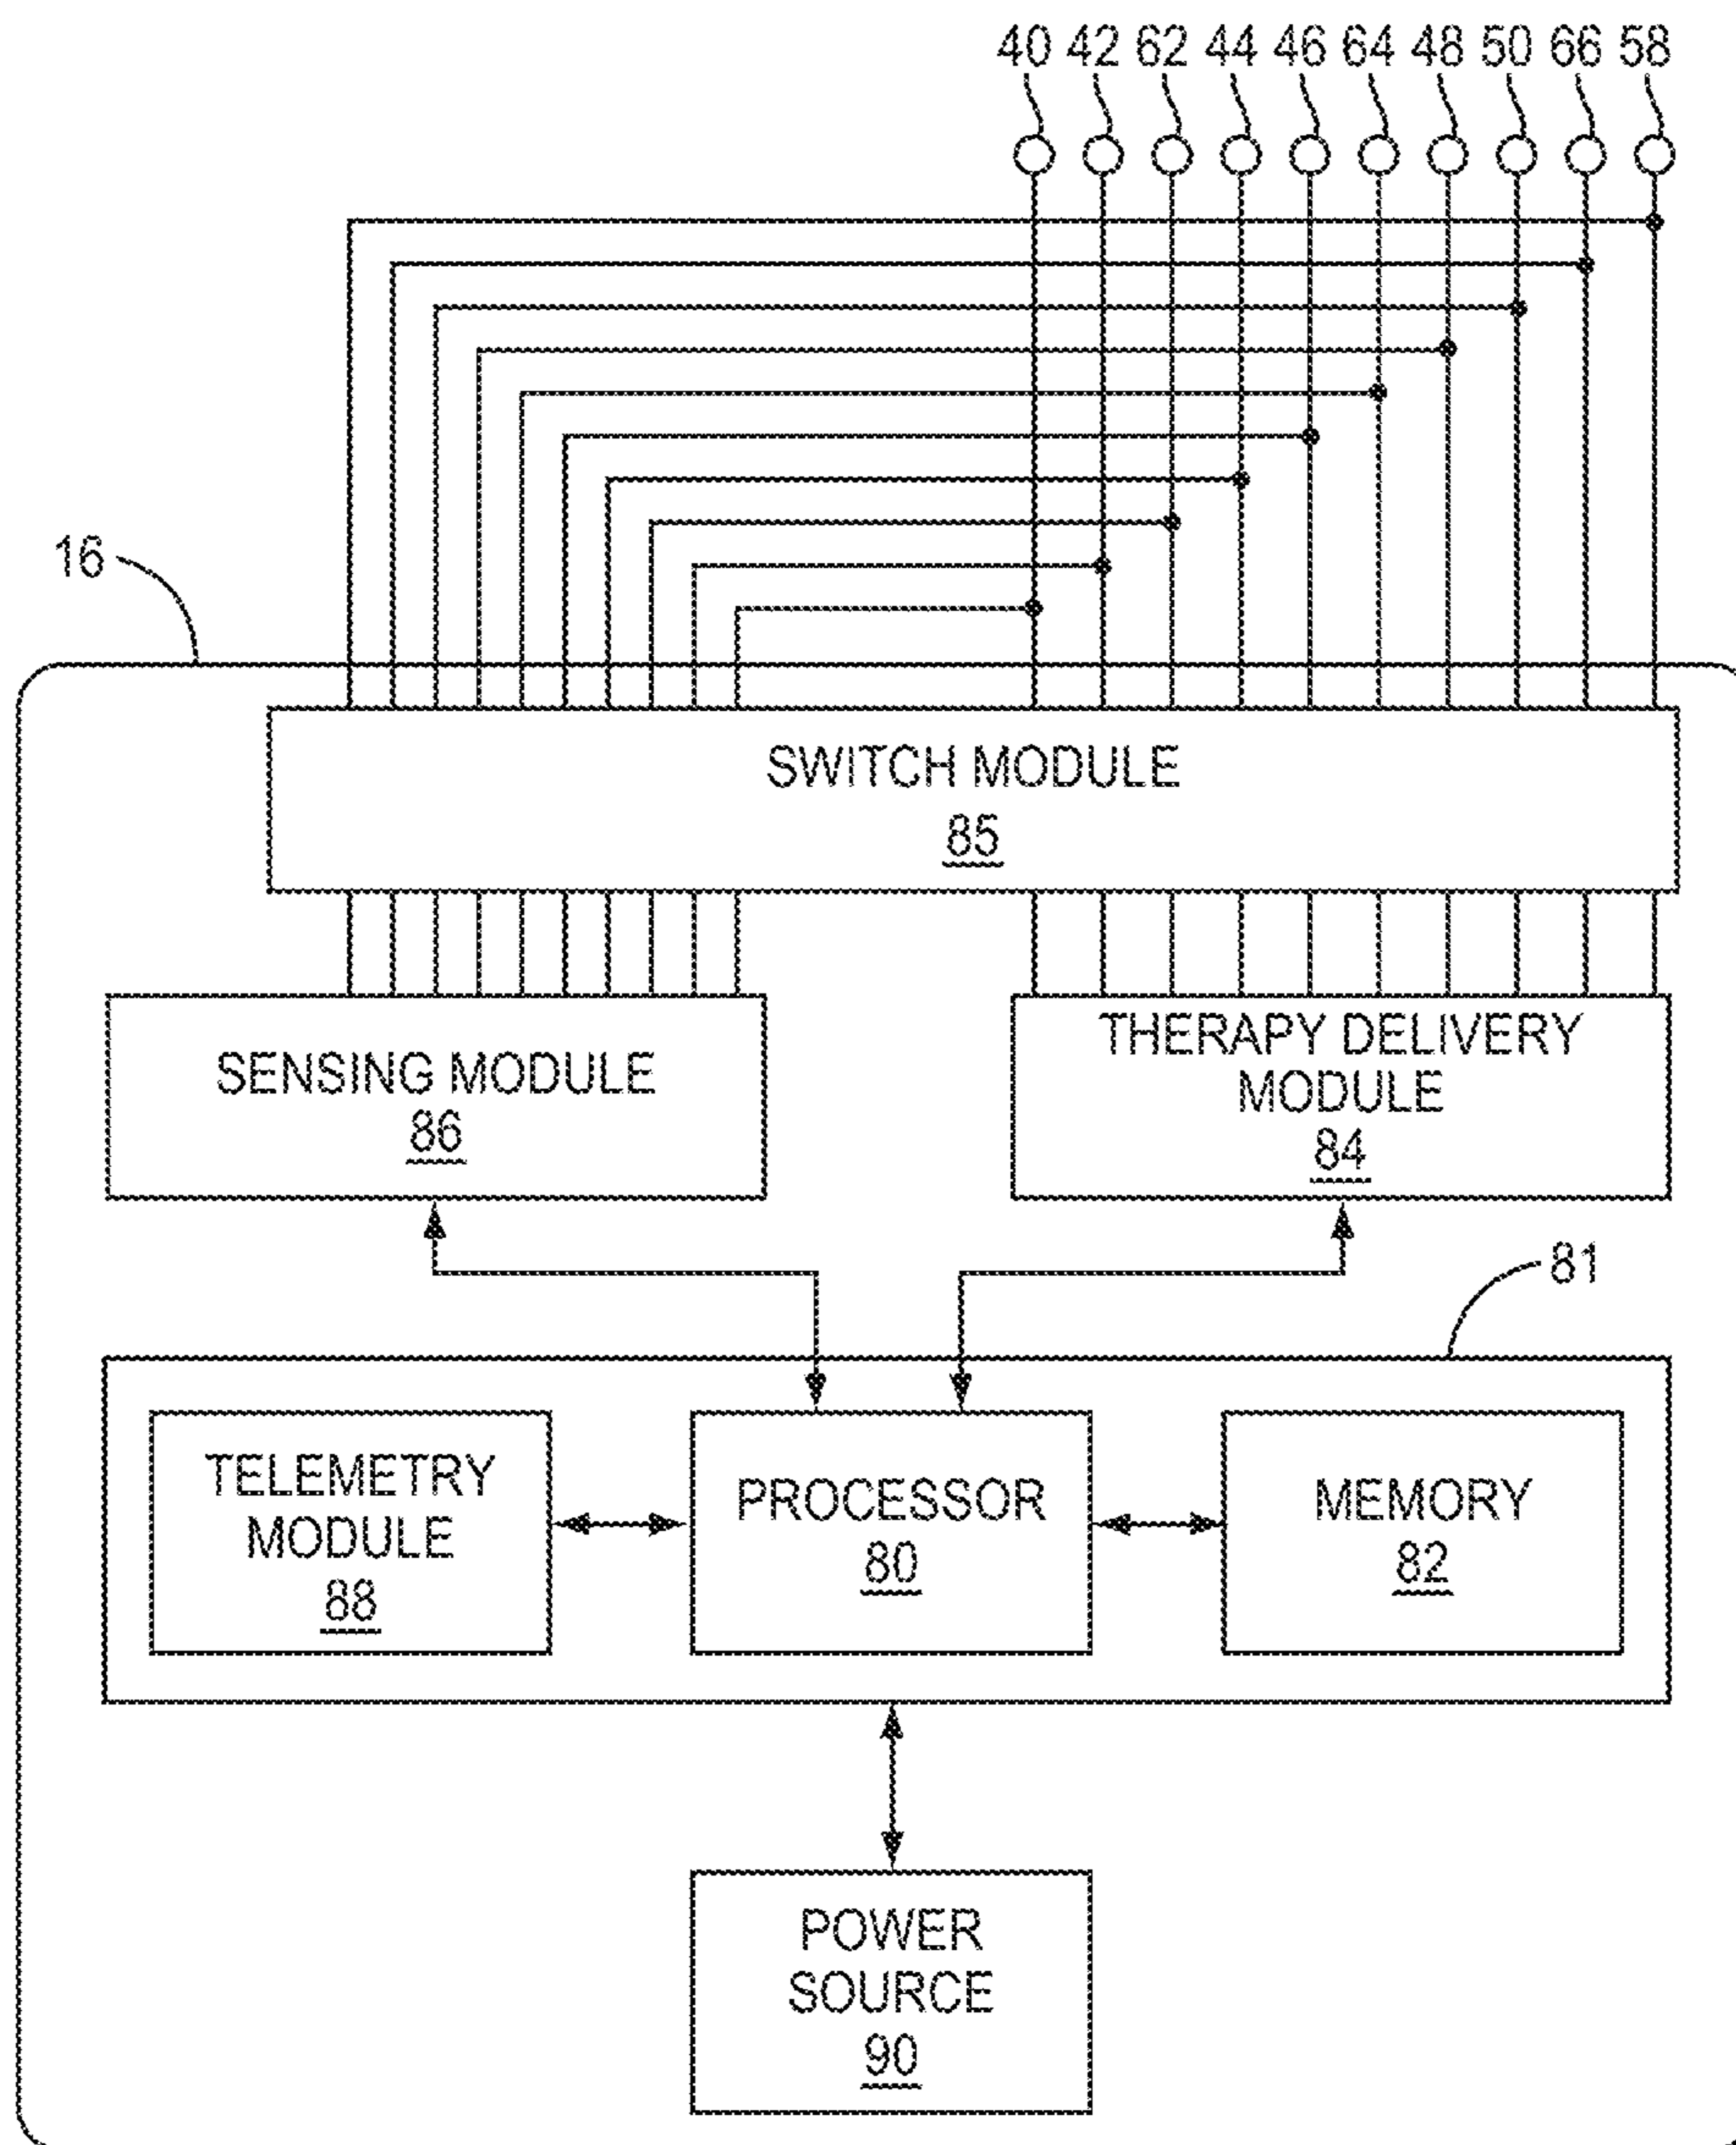 40 42 62 44 46 64 48 50 66 58
16
SWITCH MODULE
85
SENSING MODULE
86
THERAPY DELIVERY
MODULE
84
81
TELEMETRY
MODULE
88
PROCESSOR
80
MEMORY
82
POWER
SOURCE
90